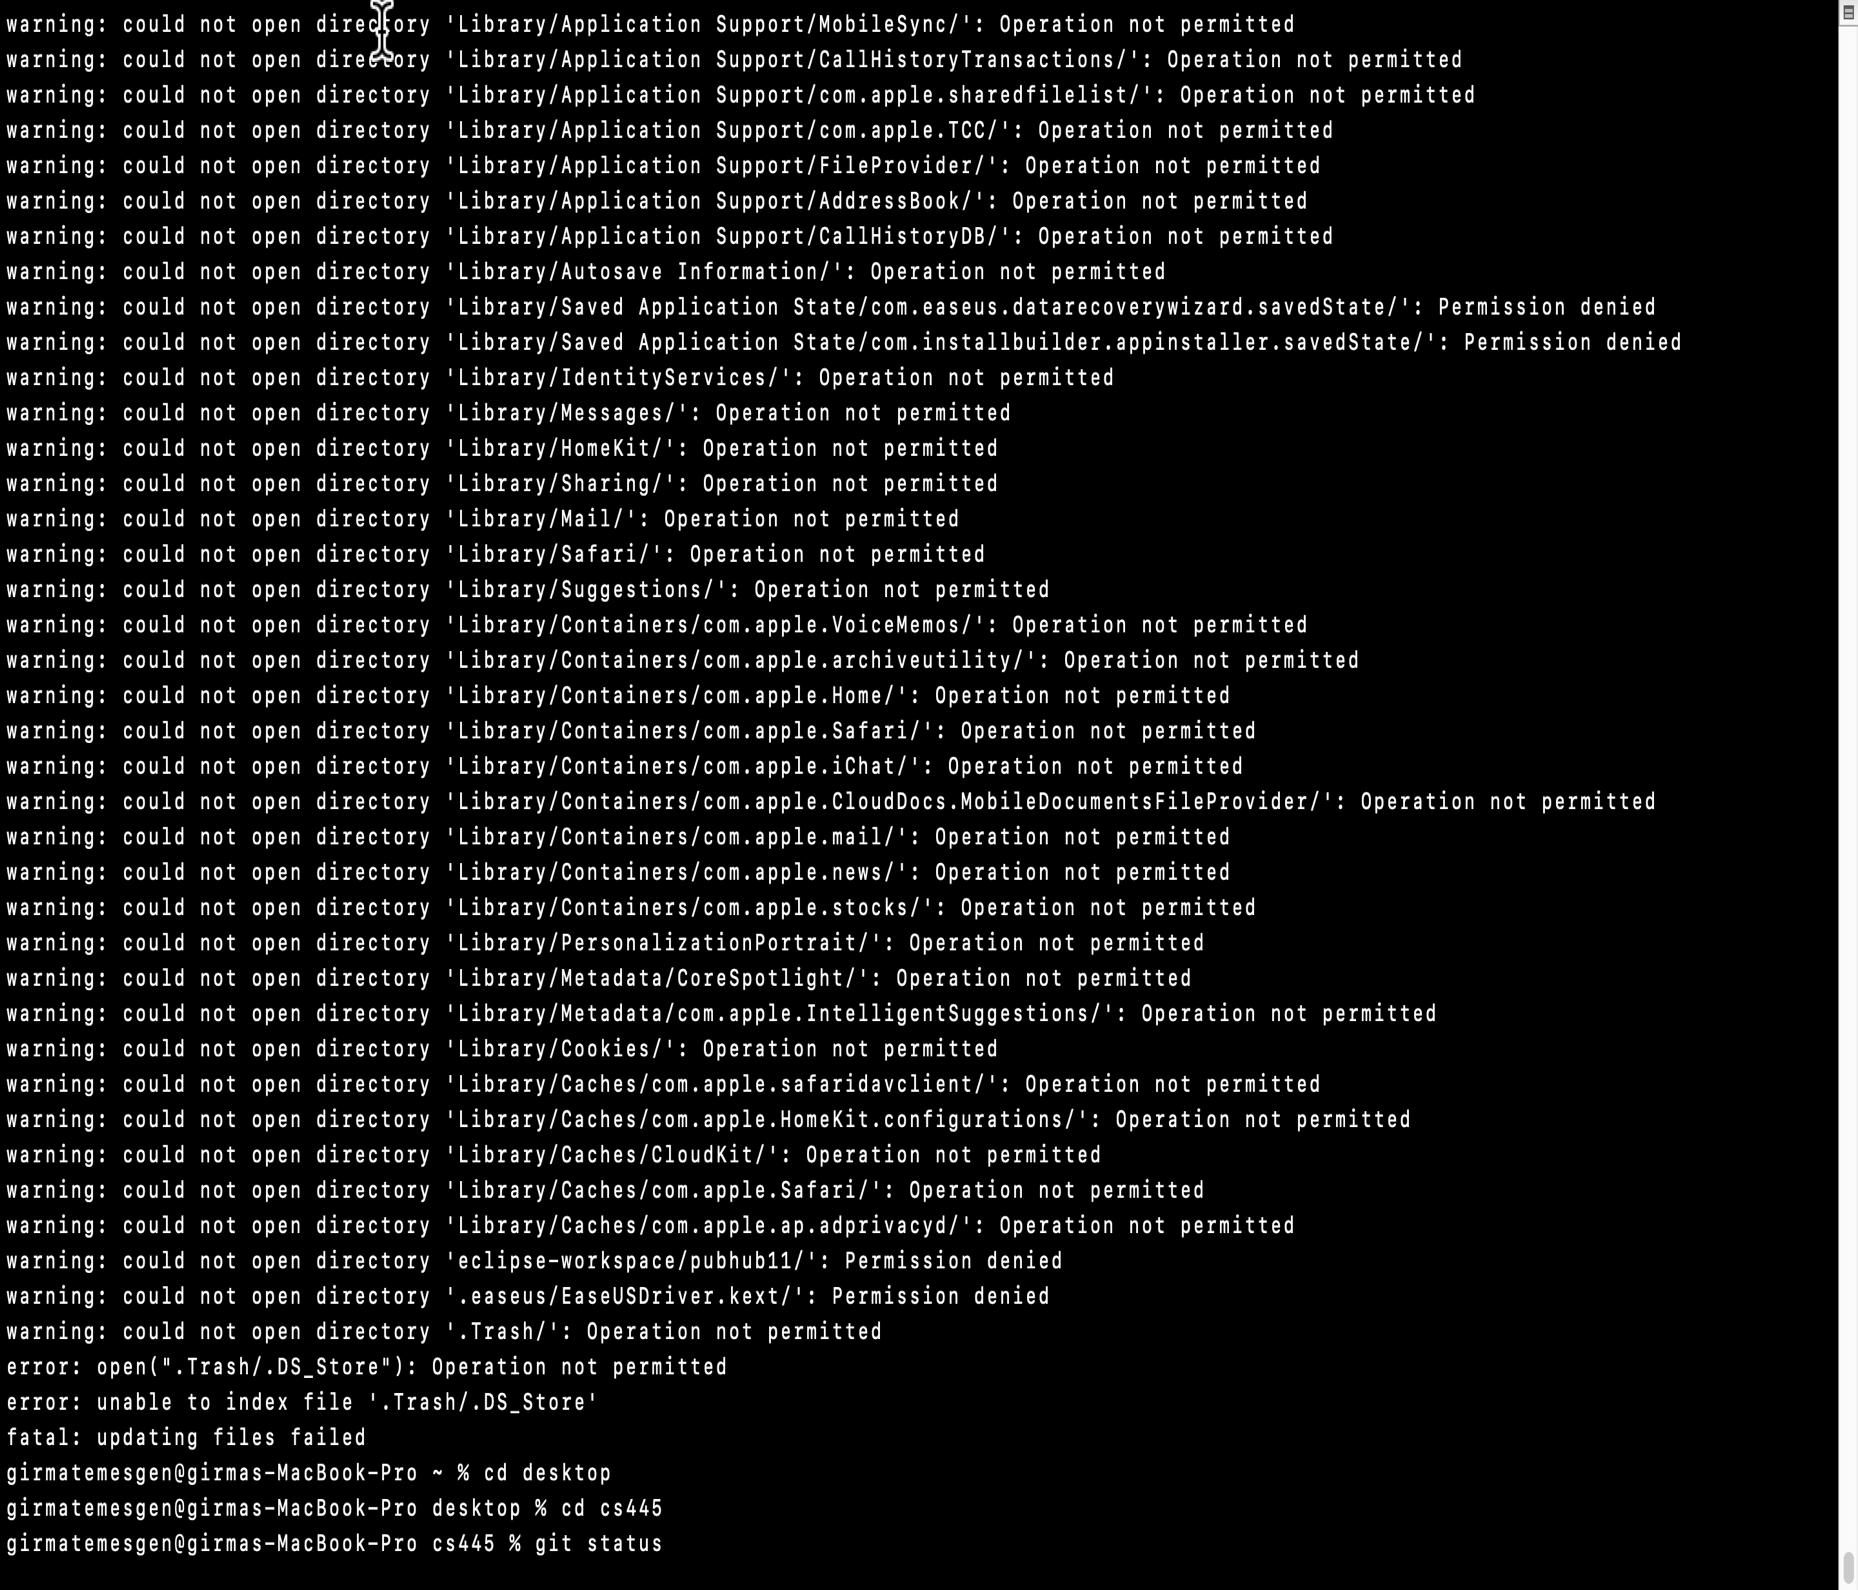 warning: could not open directory 'Library/Application Support/MobileSync/': Operation not permitted
warning: could not open directory 'Library/Application Support/CallHistoryTransactions/': Operation not permitted
warning: could not open directory 'Library/Application Support/com.apple.sharedfilelist/': Operation not permitted
warning: could not open directory 'Library/Application Support/com.apple.TCC/': Operation not permitted
warning: could not open directory 'Library/Application Support/FileProvider/': Operation not permitted
warning: could not open directory 'Library/Application Support/AddressBook/': Operation not permitted
warning: could not open directory 'Library/Application Support/CallHistoryDB/': Operation not permitted
warning: could not open directory 'Library/Autosave Information/': Operation not permitted
warning: could not open directory 'Library/Saved Application State/com.easeus.datarecoverywizard.savedState/': Permission denied
warning: could not open directory 'Library/Saved Application State/com.installbuilder.appinstaller.savedState/': Permission denied
warning: could not open directory 'Library/IdentityServices/': Operation not permitted
warning: could not open directory 'Library/Messages/': Operation not permitted
warning: could not open directory 'Library/HomeKit/': Operation not permitted
warning: could not open directory 'Library/Sharing/': Operation not permitted
warning: could not open directory 'Library/Mail/': Operation not permitted
warning: could not open directory 'Library/Safari/': Operation not permitted
warning: could not open directory 'Library/Suggestions/': Operation not permitted
warning: could not open directory 'Library/Containers/com.apple.VoiceMemos/': Operation not permitted
warning: could not open directory 'Library/Containers/com.apple.archiveutility/': Operation not permitted
warning: could not open directory 'Library/Containers/com.apple.Home/': Operation not permitted
warning: could not open directory 'Library/Containers/com.apple.Safari/': Operation not permitted
warning: could not open directory 'Library/Containers/com.apple.iChat/': Operation not permitted
warning: could not open directory 'Library/Containers/com.apple.CloudDocs.MobileDocumentsFileProvider/': Operation not permitted
warning: could not open directory 'Library/Containers/com.apple.mail/': Operation not permitted
warning: could not open directory 'Library/Containers/com.apple.news/': Operation not permitted
warning: could not open directory 'Library/Containers/com.apple.stocks/': Operation not permitted
warning: could not open directory 'Library/PersonalizationPortrait/': Operation not permitted
warning: could not open directory 'Library/Metadata/CoreSpotlight/': Operation not permitted
warning: could not open directory 'Library/Metadata/com.apple.IntelligentSuggestions/': Operation not permitted
warning: could not open directory 'Library/Cookies/': Operation not permitted
warning: could not open directory 'Library/Caches/com.apple.safaridavclient/': Operation not permitted
warning: could not open directory 'Library/Caches/com.apple.HomeKit.configurations/': Operation not permitted
warning: could not open directory 'Library/Caches/CloudKit/': Operation not permitted
warning: could not open directory 'Library/Caches/com.apple.Safari/': Operation not permitted
warning: could not open directory 'Library/Caches/com.apple.ap.adprivacyd/': Operation not permitted
warning: could not open directory 'eclipse-workspace/pubhub11/': Permission denied
warning: could not open directory '.easeus/EaseUSDriver.kext/': Permission denied
warning: could not open directory '.Trash/': Operation not permitted
error: open(".Trash/.DS_Store"): Operation not permitted
error: unable to index file '.Trash/.DS_Store'
fatal: updating files failed
girmatemesgen@girmas-MacBook-Pro ~ % cd desktop
girmatemesgen@girmas-MacBook-Pro desktop % cd cs445
girmatemesgen@girmas-MacBook-Pro cs445 % git status